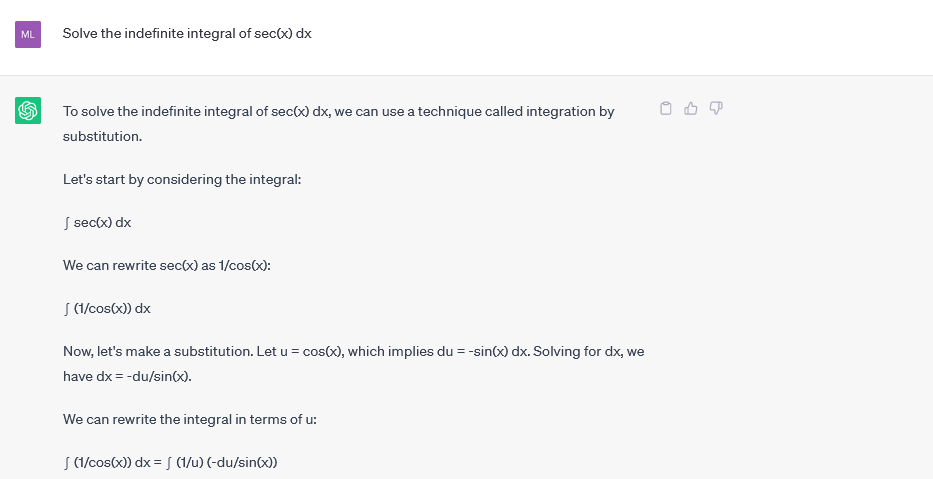 ML
Solve the indefinite integral of sec(x) dx
To solve the indefinite integral of sec(x) dx, we can use a technique called integration by
substitution.
Let's start by considering the integral:
∫ sec(x) dx
We can rewrite sec(x) as 1/cos(x):
∫ (1/cos(x)) dx
Now, let's make a substitution. Let u = cos(x), which implies du = -sin(x) dx. Solving for dx, we
have dx = -du/sin(x).
We can rewrite the integral in terms of u:
∫ (1/cos(x)) dx = ∫ (1/u) (-du/sin(x))